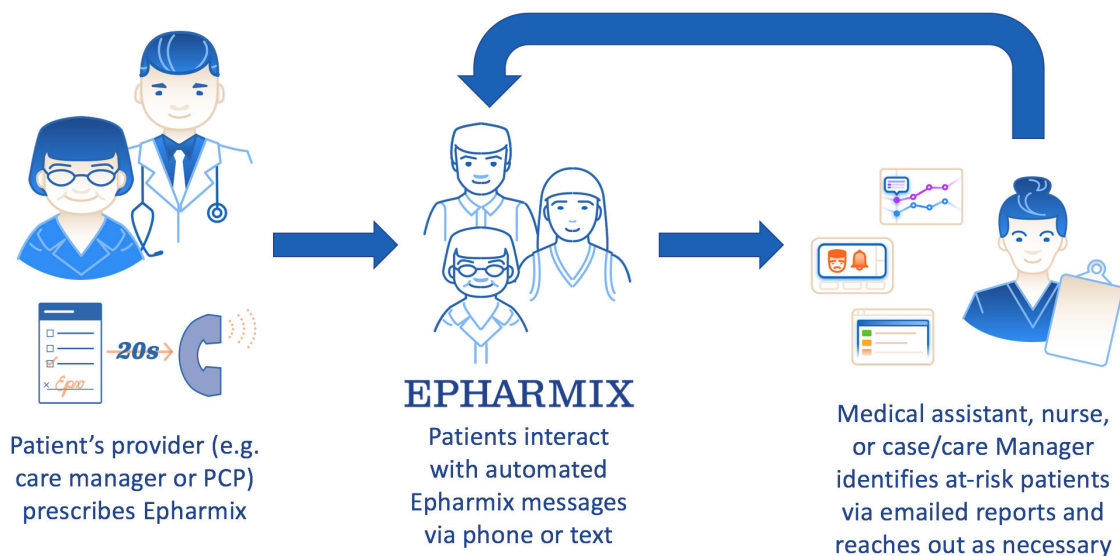 20s
× Epx
Patient's provider (e.g.
care manager or PCP)
prescribes Epharmix
EPHARMIX
Patients interact
with automated
Epharmix messages
via phone or text
Medical assistant, nurse,
or case/care Manager
identifies at-risk patients
via emailed reports and
reaches out as necessary